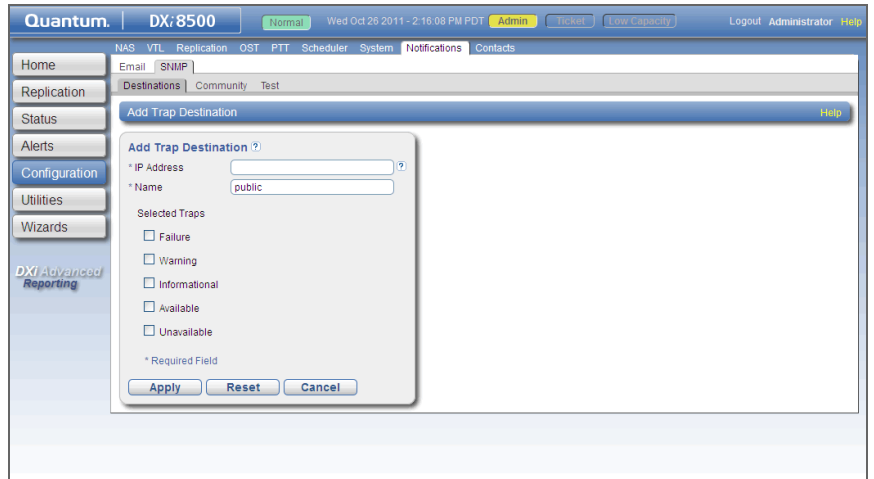 Quantum. DXi8500 Normal Wed Oct 26 2011 - 2:16:08 PM PDT Admin Ticket Low Capacity Logout Administrator Help
NAS VTL Replication OST PTT Scheduler System Notifications Contacts
Email SNMP
Destinations Community Test
Home
Replication
Status
Alerts
Configuration
Utilities
Wizards
DXi Advanced
Reporting
Add Trap Destination Help
Add Trap Destination ?
* IP Address ?
* Name public
Selected Traps
Failure
Warning
Informational
Available
Unavailable
* Required Field
Apply Reset Cancel